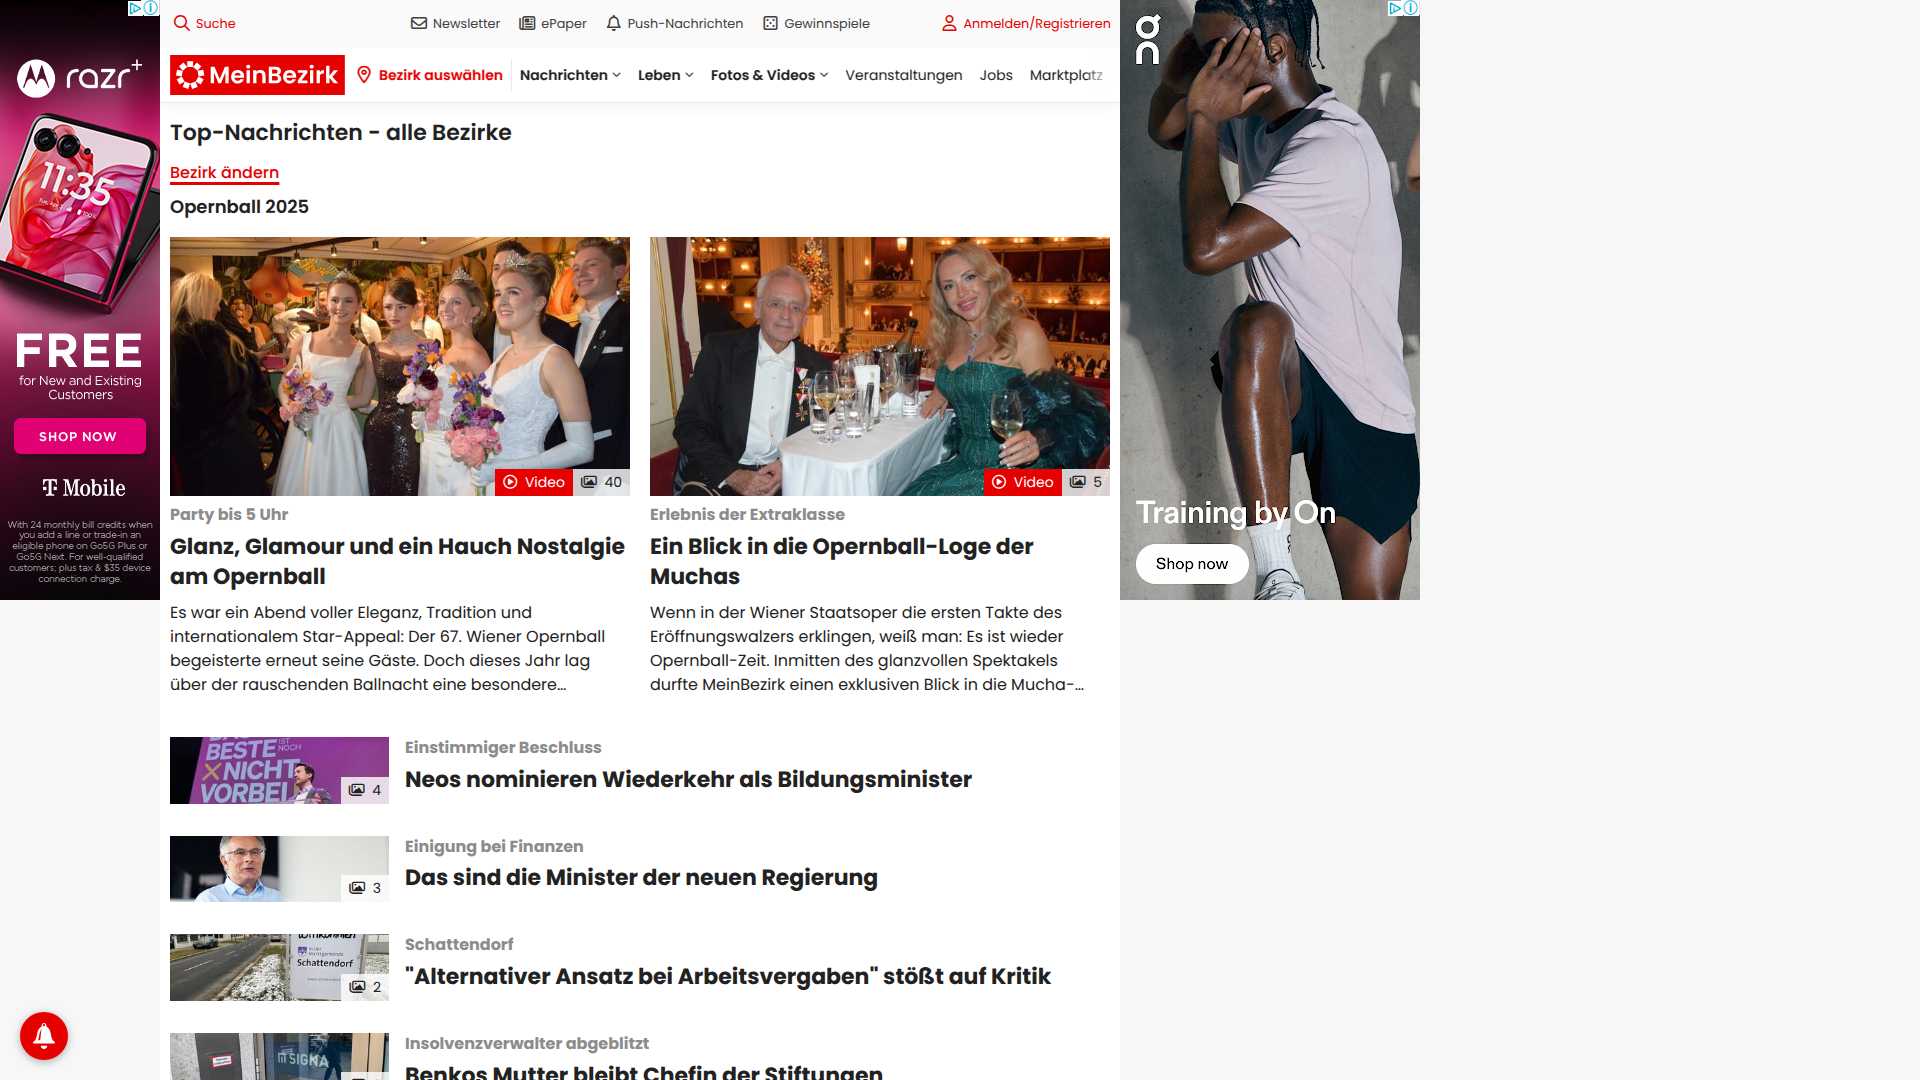 Suche
Newsletter
ePaper
Push-Nachrichten
Gewinnspiele
Anmelden/Registrieren
MeinBezirk
Bezirk auswählen
Nachrichten
Leben
Fotos & Videos
Veranstaltungen
Jobs
Marktplatz
Top-Nachrichten - alle Bezirke
Bezirk ändern
Opernball 2025
Video
40
Party bis 5 Uhr
Glanz, Glamour und ein Hauch Nostalgie
am Opernball
Es war ein Abend voller Eleganz, Tradition und
internationalem Star-Appeal: Der 67. Wiener Opernball
begeisterte erneut seine Gäste. Doch dieses Jahr lag
über der rauschenden Ballnacht eine besondere...
Video
5
Erlebnis der Extraklasse
Ein Blick in die Opernball-Loge der
Muchas
Wenn in der Wiener Staatsoper die ersten Takte des
Eröffnungswalzers erklingen, weiß man: Es ist wieder
Opernball-Zeit. Inmitten des glanzvollen Spektakels
durfte MeinBezirk einen exklusiven Blick in die Mucha-...
BESTE IST NOCH
NICHT
VORBEI
4
Einstimmiger Beschluss
Neos nominieren Wiederkehr als Bildungsminister
3
Einigung bei Finanzen
Das sind die Minister der neuen Regierung
Willkommen
Marktgemeinde
Schattendorf
2
Schattendorf
"Alternativer Ansatz bei Arbeitsvergaben" stößt auf Kritik
SIGNA
Insolvenzverwalter abgeblitzt
Benkos Mutter bleibt Chefin der Stiftungen
razr+
11:35
FREE
for New and Existing
Customers
SHOP NOW
T Mobile
With 24 monthly bill credits when
you add a line or trade-in an
eligible phone on Go5G Plus or
Go5G Next. For well-qualified
customers; plus tax & $35 device
connection charge.
on
Training by On
Shop now